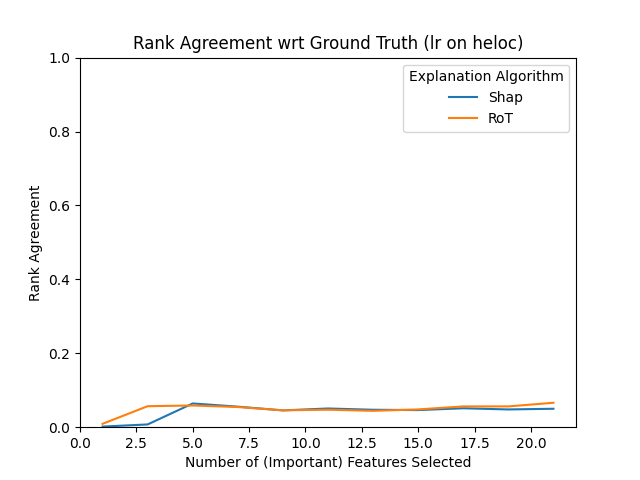 Rank Agreement wrt Ground Truth (lr on heloc)
1.0
0.8
0.6
0.4
0.2
0.0
Rank Agreement
Explanation Algorithm
Shap
RoT
0.0 2.5 5.0 7.5 10.0 12.5 15.0 17.5 20.0
Number of (Important) Features Selected